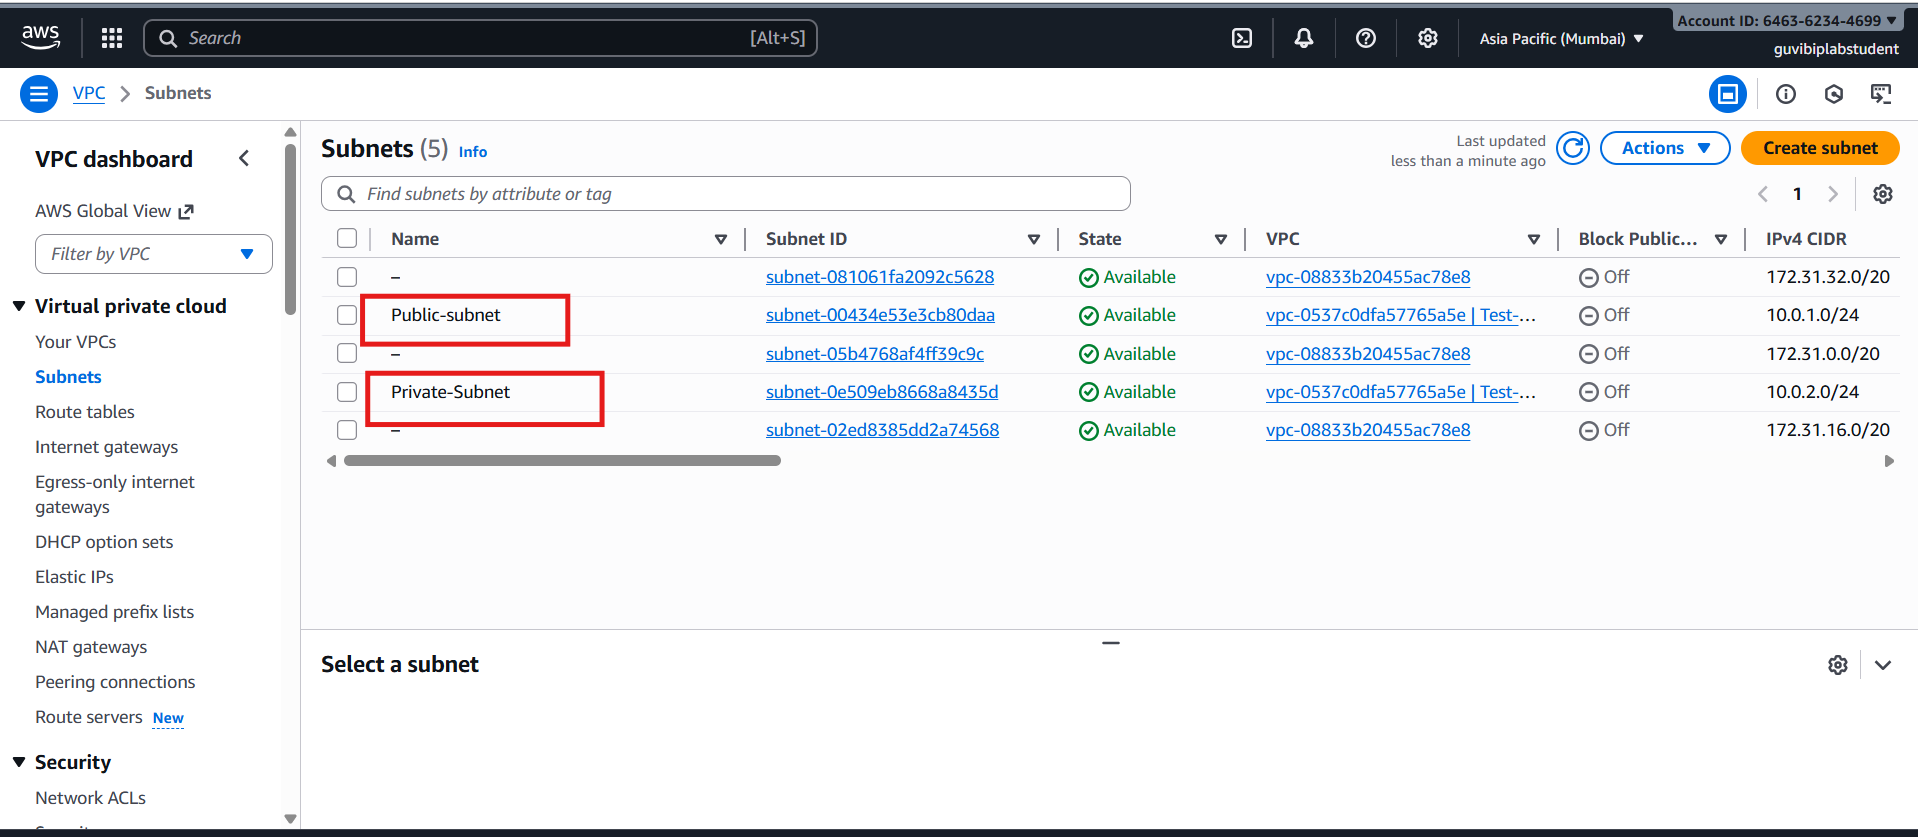 aws
Search [Alt+S]
Asia Pacific (Mumbai)
Account ID: 6463-6234-4699
guvibiplabstudent
VPC
Subnets
VPC dashboard
AWS Global View
Filter by VPC
Virtual private cloud
Your VPCs
Subnets
Route tables
Internet gateways
Egress-only internet
gateways
DHCP option sets
Elastic IPs
Managed prefix lists
NAT gateways
Peering connections
Route servers New
Security
Network ACLs
Subnets (5) Info
Last updated
less than a minute ago
Actions
Create subnet
Find subnets by attribute or tag
1
Name Subnet ID State VPC Block Public... IPv4 CIDR
– subnet-081061fa2092c5628 Available vpc-08833b20455ac78e8 Off 172.31.32.0/20
Public-subnet subnet-00434e53e3cb80daa Available vpc-0537c0dfa57765a5e | Test-... Off 10.0.1.0/24
– subnet-05b4768af4ff39c9c Available vpc-08833b20455ac78e8 Off 172.31.0.0/20
Private-Subnet subnet-0e509eb8668a8435d Available vpc-0537c0dfa57765a5e | Test-... Off 10.0.2.0/24
– subnet-02ed8385dd2a74568 Available vpc-08833b20455ac78e8 Off 172.31.16.0/20
Select a subnet